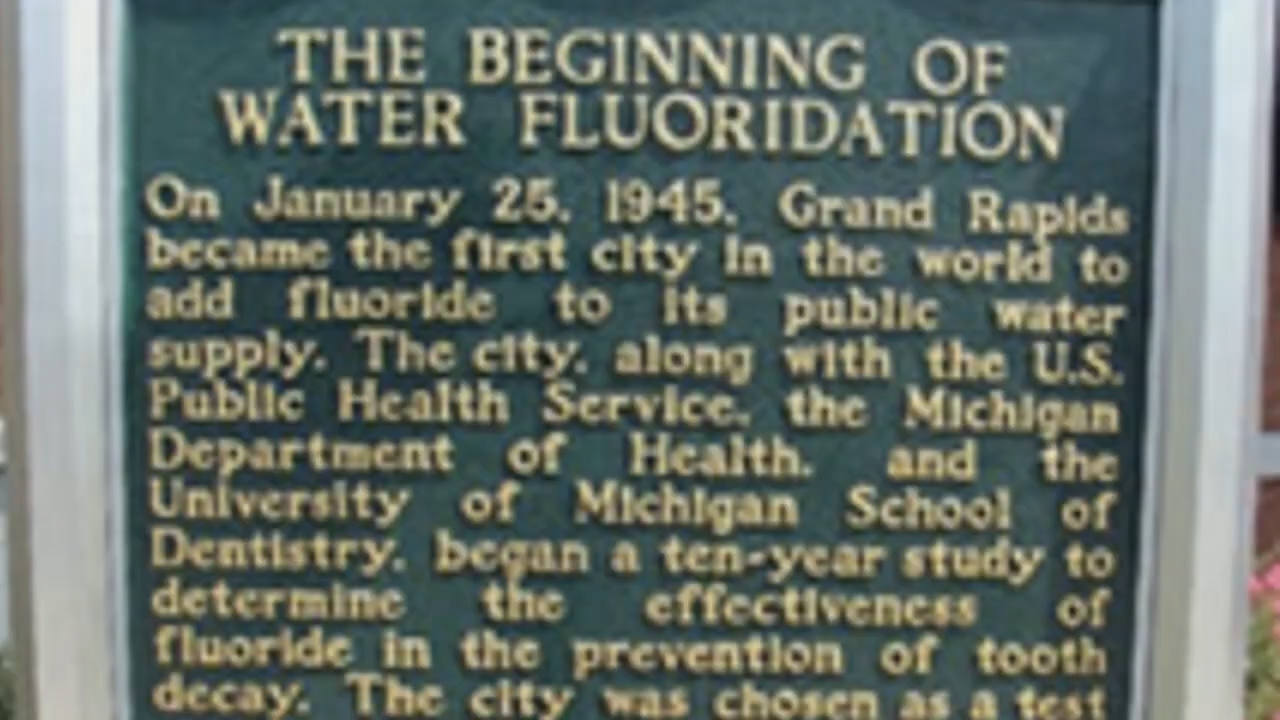 THE BEGINNING OF
WATER FLUORIDATION
On January 25, 1945, Grand Rapids
became the first city in the world to
add fluoride to its public water
supply. The city, along with the U.S.
Public Health Service, the Michigan
Department of Health, and the
University of Michigan School of
Dentistry, began a ten-year study to
determine the effectiveness of
fluoride in the prevention of tooth
decay. The city was chosen as a test